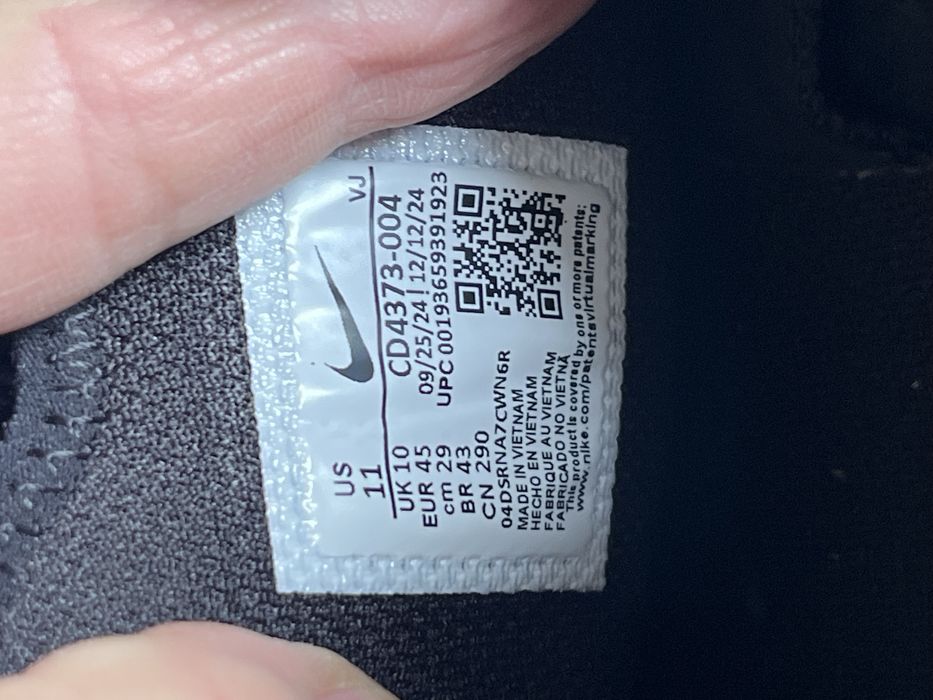 VJ
US
11
UK 10
EUR 45
cm 29
BR 43
CN 290
CD4373-004
09/25/24 | 12/12/24
UPC 00193659391923
04DSRNA7CWN6R
MADE IN VIETNAM
HECHO EN VIETNAM
FABRIQUE AU VIETNAM
FABRICADO NO VIETNÃ
This product is covered by one or more patents:
www.nike.com/patentsvirtualmarking